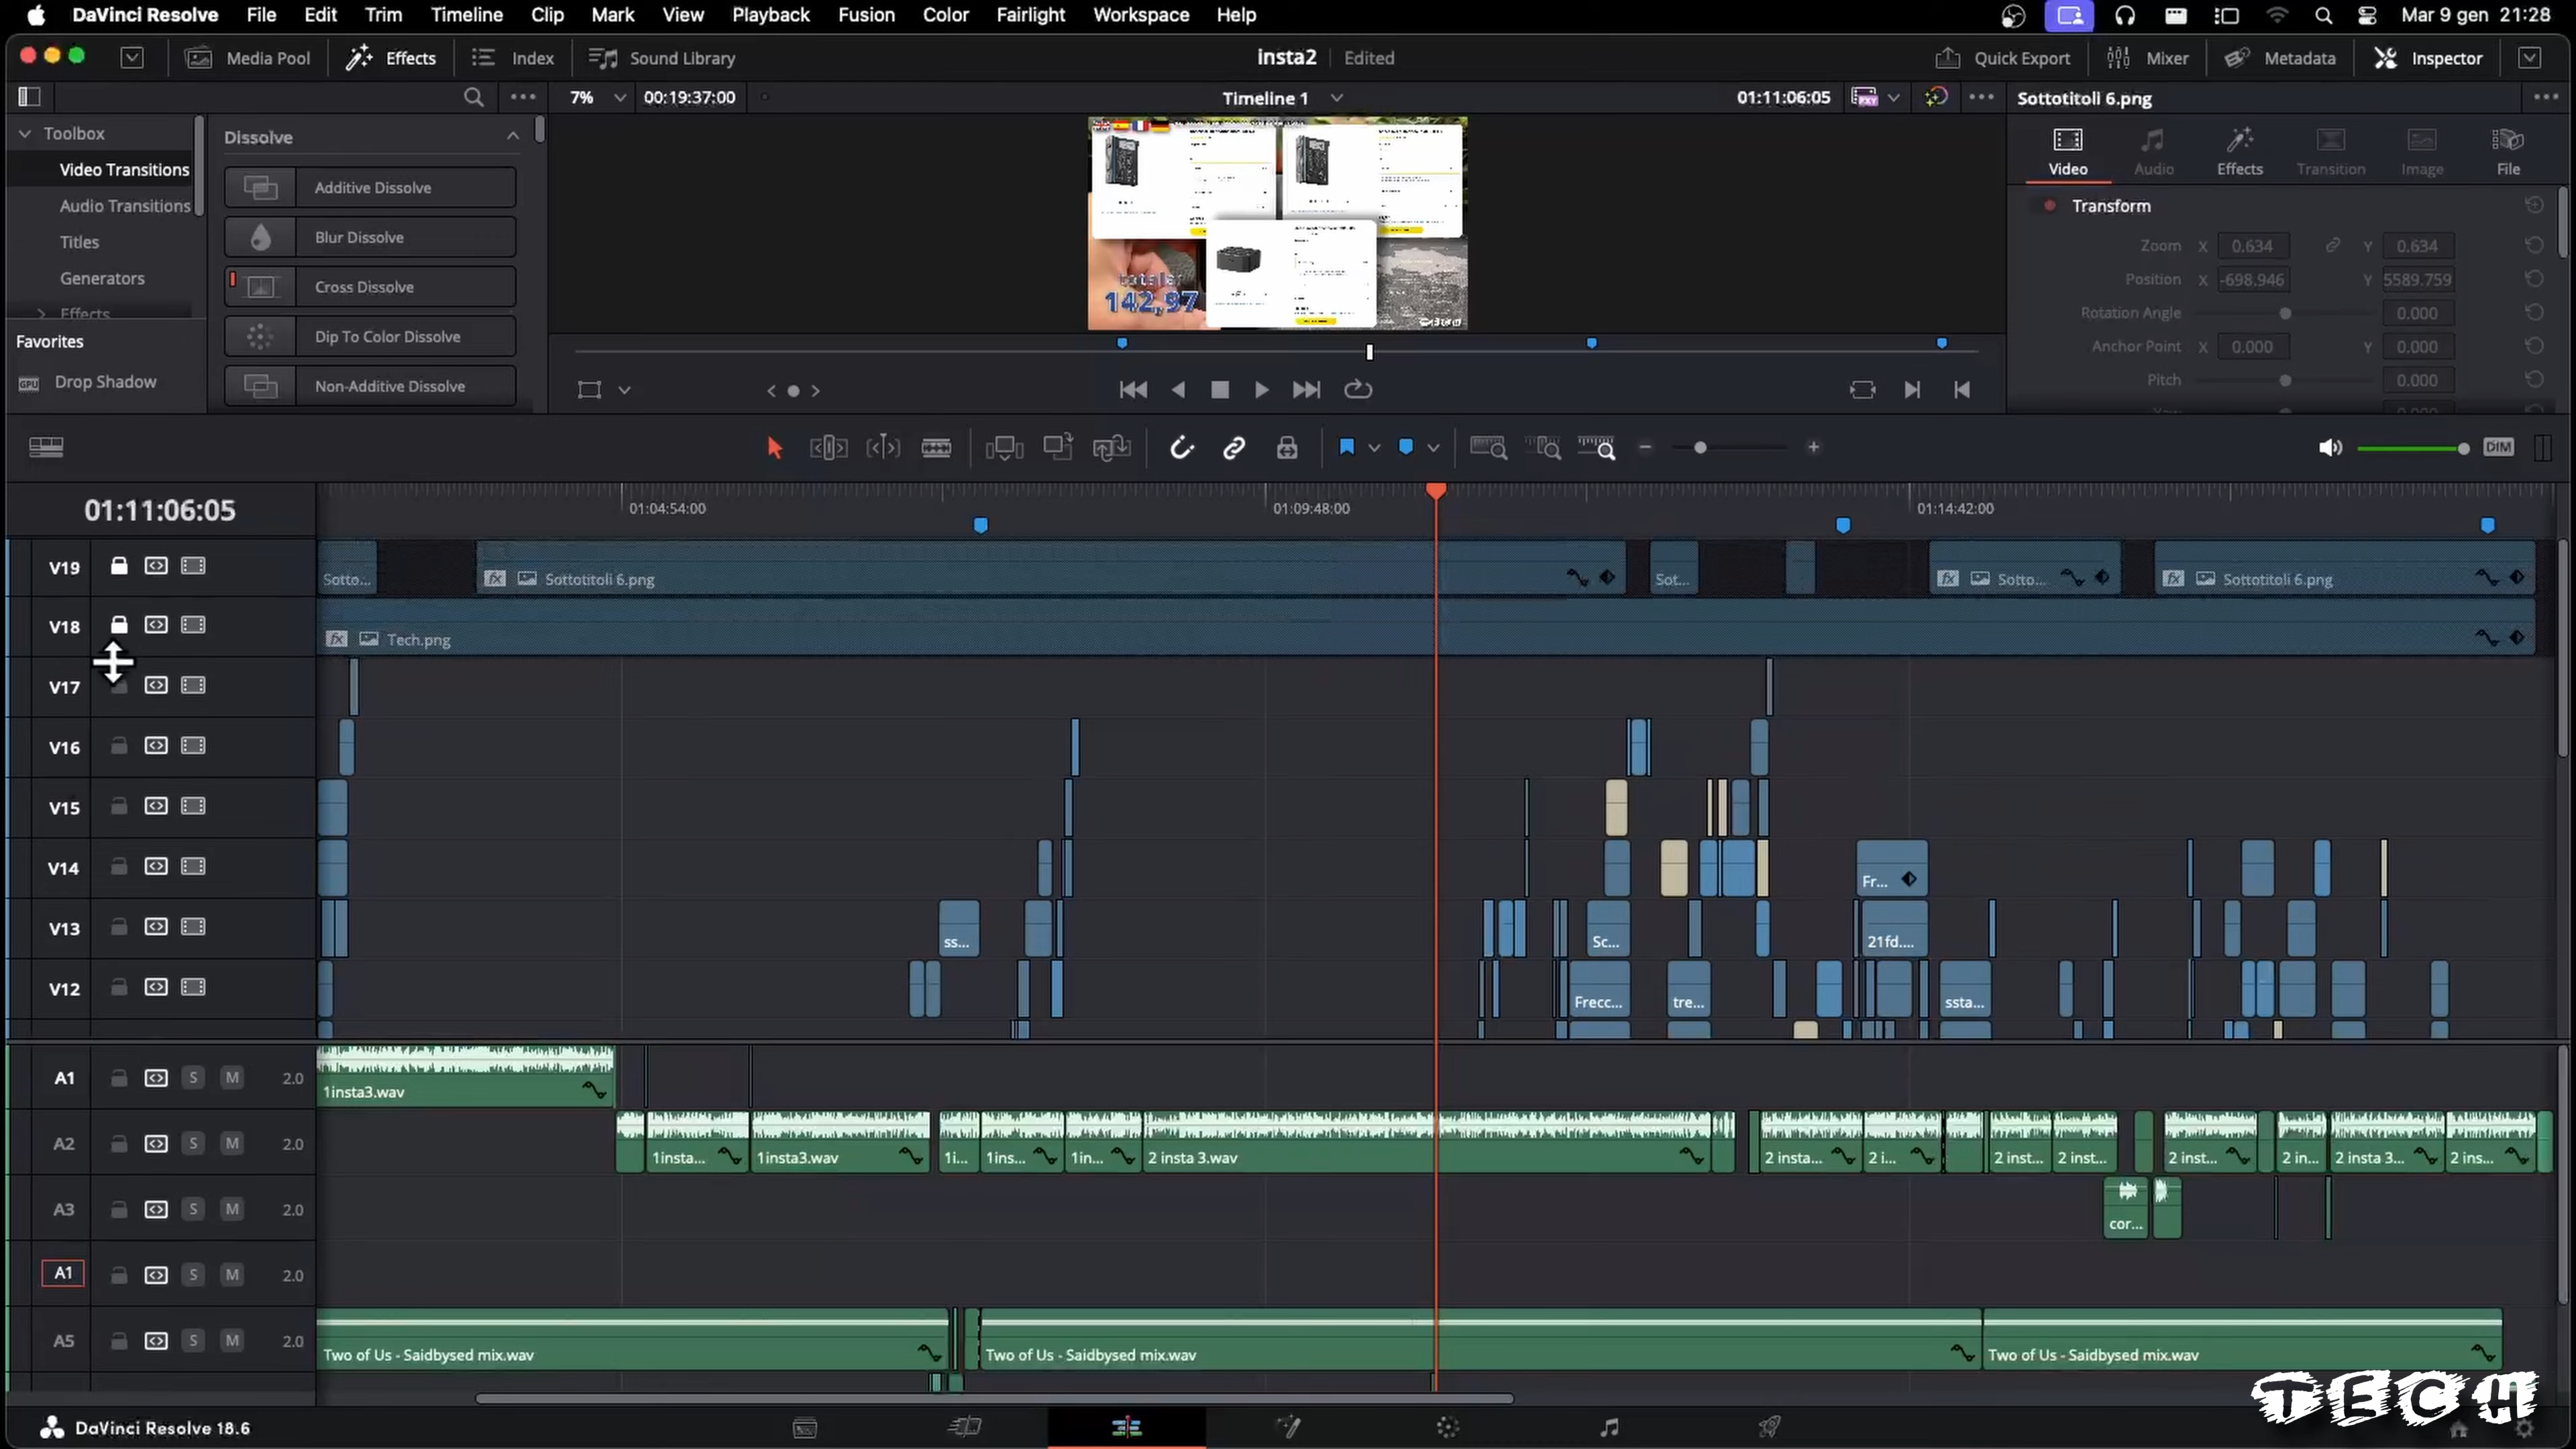 DaVinci Resolve File Edit Trim Timeline Clip Mark View Playback Fusion Color Fairlight Workspace Help Mar 9 gen 21:28
Media Pool Effects Index Sound Library insta2 Edited Quick Export Mixer Metadata Inspector
7% 00:19:37:00 Timeline 1 01:11:06:05 Sottotitoli 6.png
Toolbox
Video Transitions
Audio Transitions
Titles
Generators
Effects
Favorites
Drop Shadow
Dissolve
Additive Dissolve
Blur Dissolve
Cross Dissolve
Dip To Color Dissolve
Non-Additive Dissolve
142,97
Video Audio Effects Transition Image File
Transform
Zoom X 0.634 Y 0.634
Position X -698.946 Y 5589.759
Rotation Angle 0.000
Anchor Point X 0.000 Y 0.000
Pitch 0.000
DIM
01:11:06:05 01:04:54:00 01:09:48:00 01:14:42:00
V19 Sotto... Sottotitoli 6.png Sot... Sotto... Sottotitoli 6.png
V18 Tech.png
V17
V16
V15
V14 Fr...
V13 ss... Sc... 21fd....
V12 Frecc... tre... ssta...
A1 S M 2.0 1insta3.wav
A2 S M 2.0 1insta... 1insta3.wav 1i... 1ins... 1in... 2 insta 3.wav 2 insta... 2 i... 2 inst... 2 inst... 2 inst... 2 in... 2 insta 3... 2 ins...
A3 S M 2.0 cor...
A1 S M 2.0
A5 S M 2.0 Two of Us - Saidbysed mix.wav Two of Us - Saidbysed mix.wav Two of Us - Saidbysed mix.wav
DaVinci Resolve 18.6
TECH